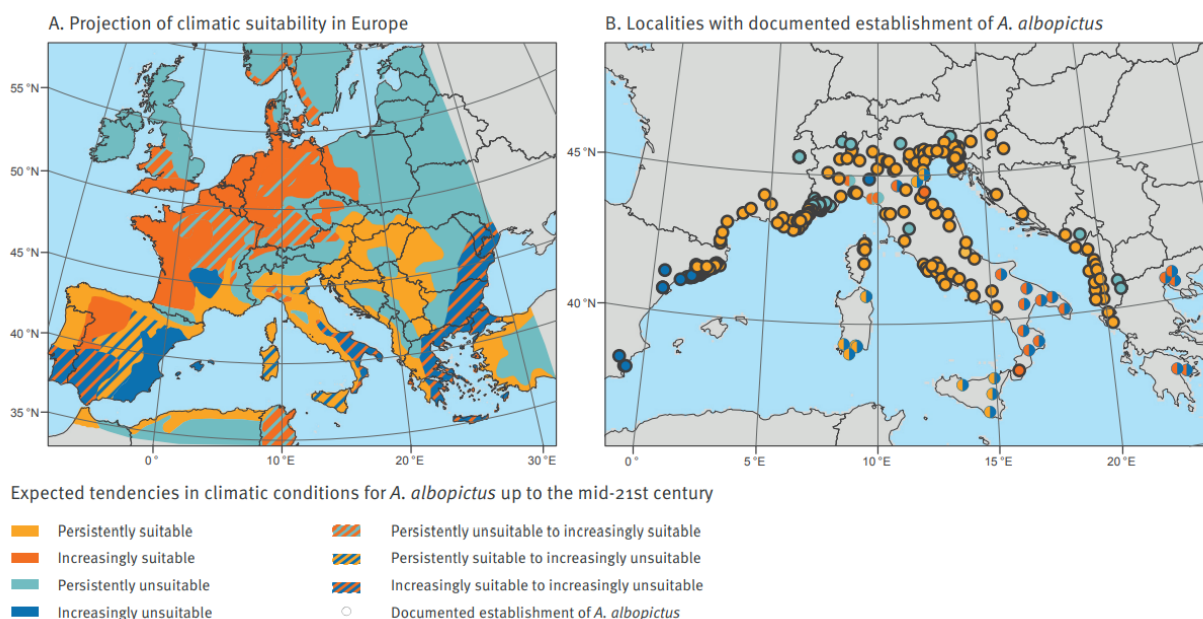 A. Projection of climatic suitability in Europe
B. Localities with documented establishment of A. albopictus
55 °N
50 °N
45 °N
40 °N
35 °N
0 °
10 °E
20 °E
30 °E
45°N
40°N
0 °
5 °E
10 °E
15 °E
20 °E
Expected tendencies in climatic conditions for A. albopictus up to the mid-21st century
Persistently suitable
Increasingly suitable
Persistently unsuitable
Increasingly unsuitable
Persistently unsuitable to increasingly suitable
Persistently suitable to increasingly unsuitable
Increasingly suitable to increasingly unsuitable
Documented establishment of A. albopictus